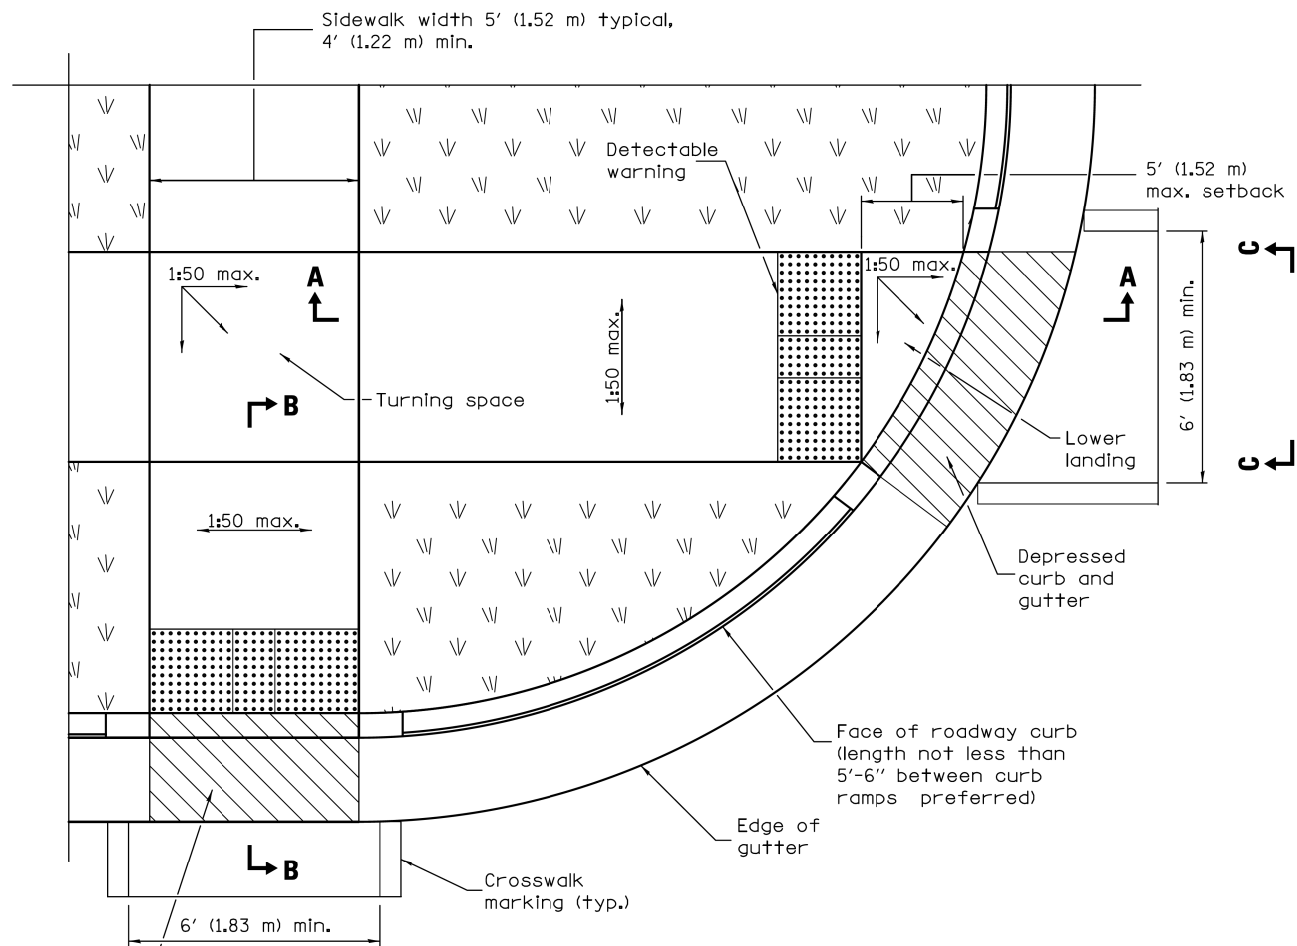 Sidewalk width 5' (1.52 m) typical,
4' (1.22 m) min.
Detectable
warning
5' (1.52 m)
max. setback
1:50 max.
A
1:50 max.
A
C
1:50 max.
6' (1.83 m) min.
B
Turning space
Lower
landing
C
1:50 max.
Depressed
curb and
gutter
Face of roadway curb
(length not less than
5'-6" between curb
ramps preferred)
Edge of
gutter
B
Crosswalk
marking (typ.)
6' (1.83 m) min.